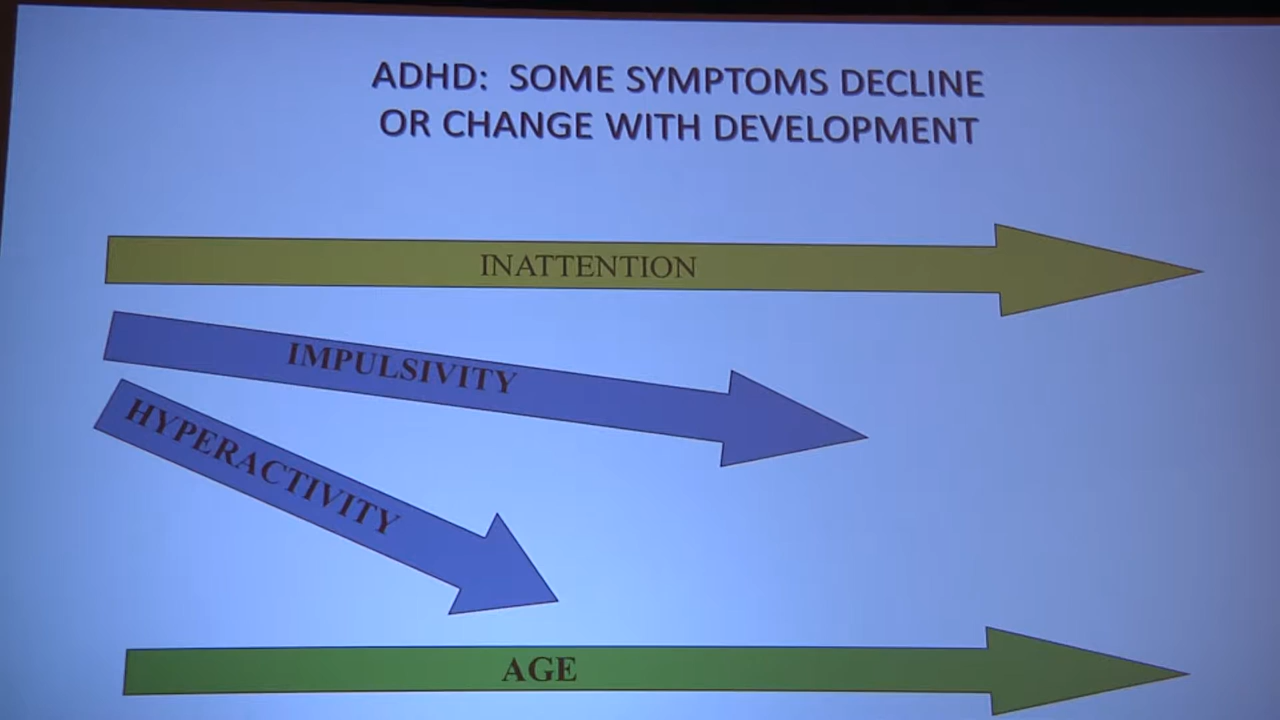 ADHD: SOME SYMPTOMS DECLINE
OR CHANGE WITH DEVELOPMENT
INATTENTION
IMPULSIVITY
HYPERACTIVITY
AGE